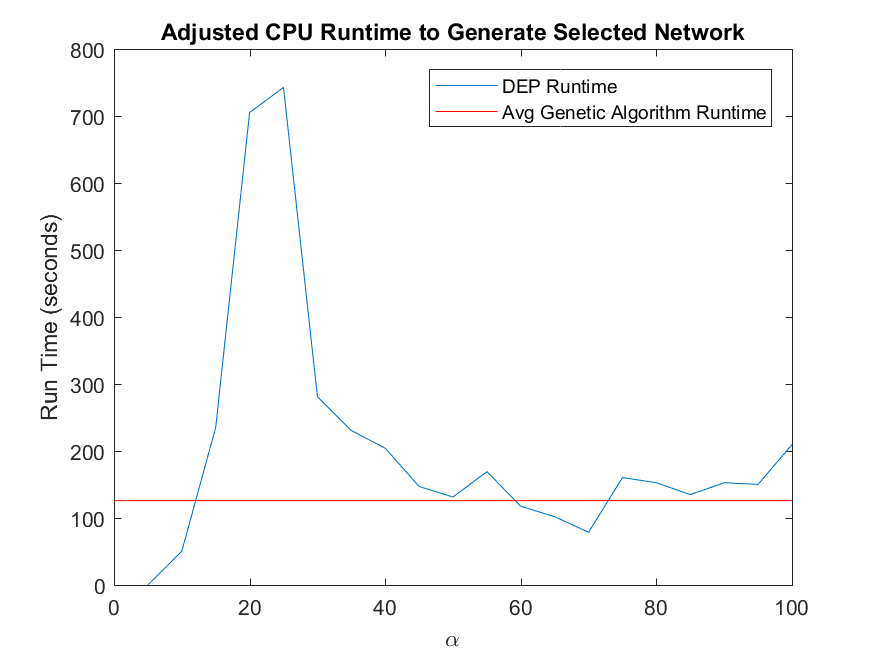 Adjusted CPU Runtime to Generate Selected Network
800
700
600
500
400
300
200
100
0
Run Time (seconds)
DEP Runtime
Avg Genetic Algorithm Runtime
0 20 40 60 80 100
α